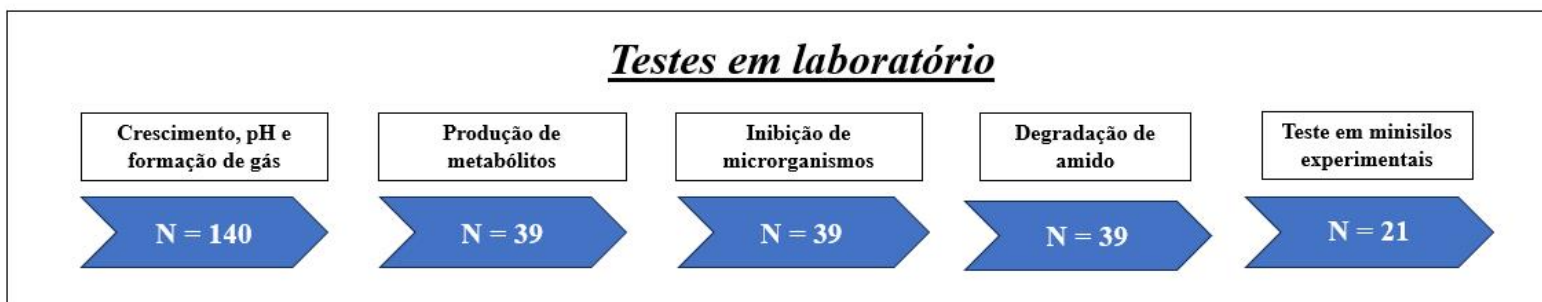 Testes em laboratório
Crescimento, pH e
formação de gás
N = 140
Produção de
metabólitos
N = 39
Inibição de
microrganismos
N = 39
Degradação de
amido
N = 39
Teste em minisilos
experimentais
N = 21